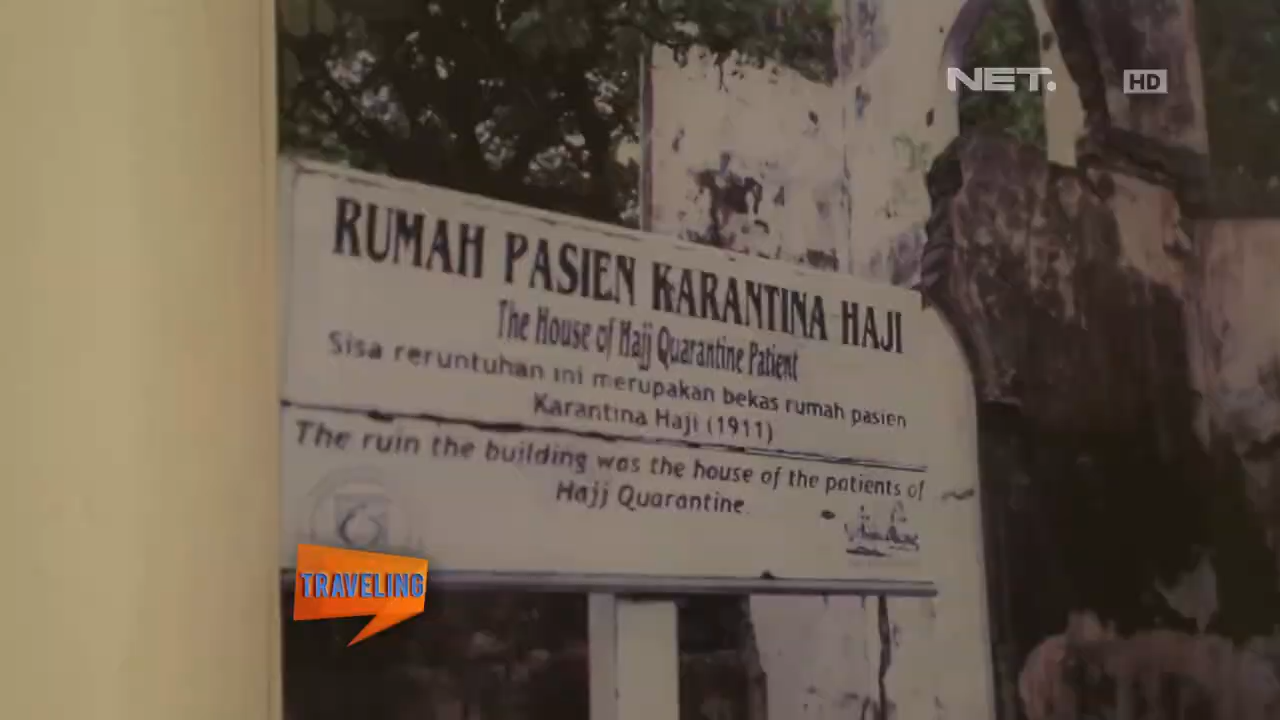 NET.
HD
RUMAH PASIEN KARANTINA HAJI
The House of Hajj Quarantine Patient
Sisa reruntuhan ini merupakan bekas rumah pasien
Karantina Haji (1911)
The ruin the building was the house of the patients of
Hajj Quarantine.
TRAVELING